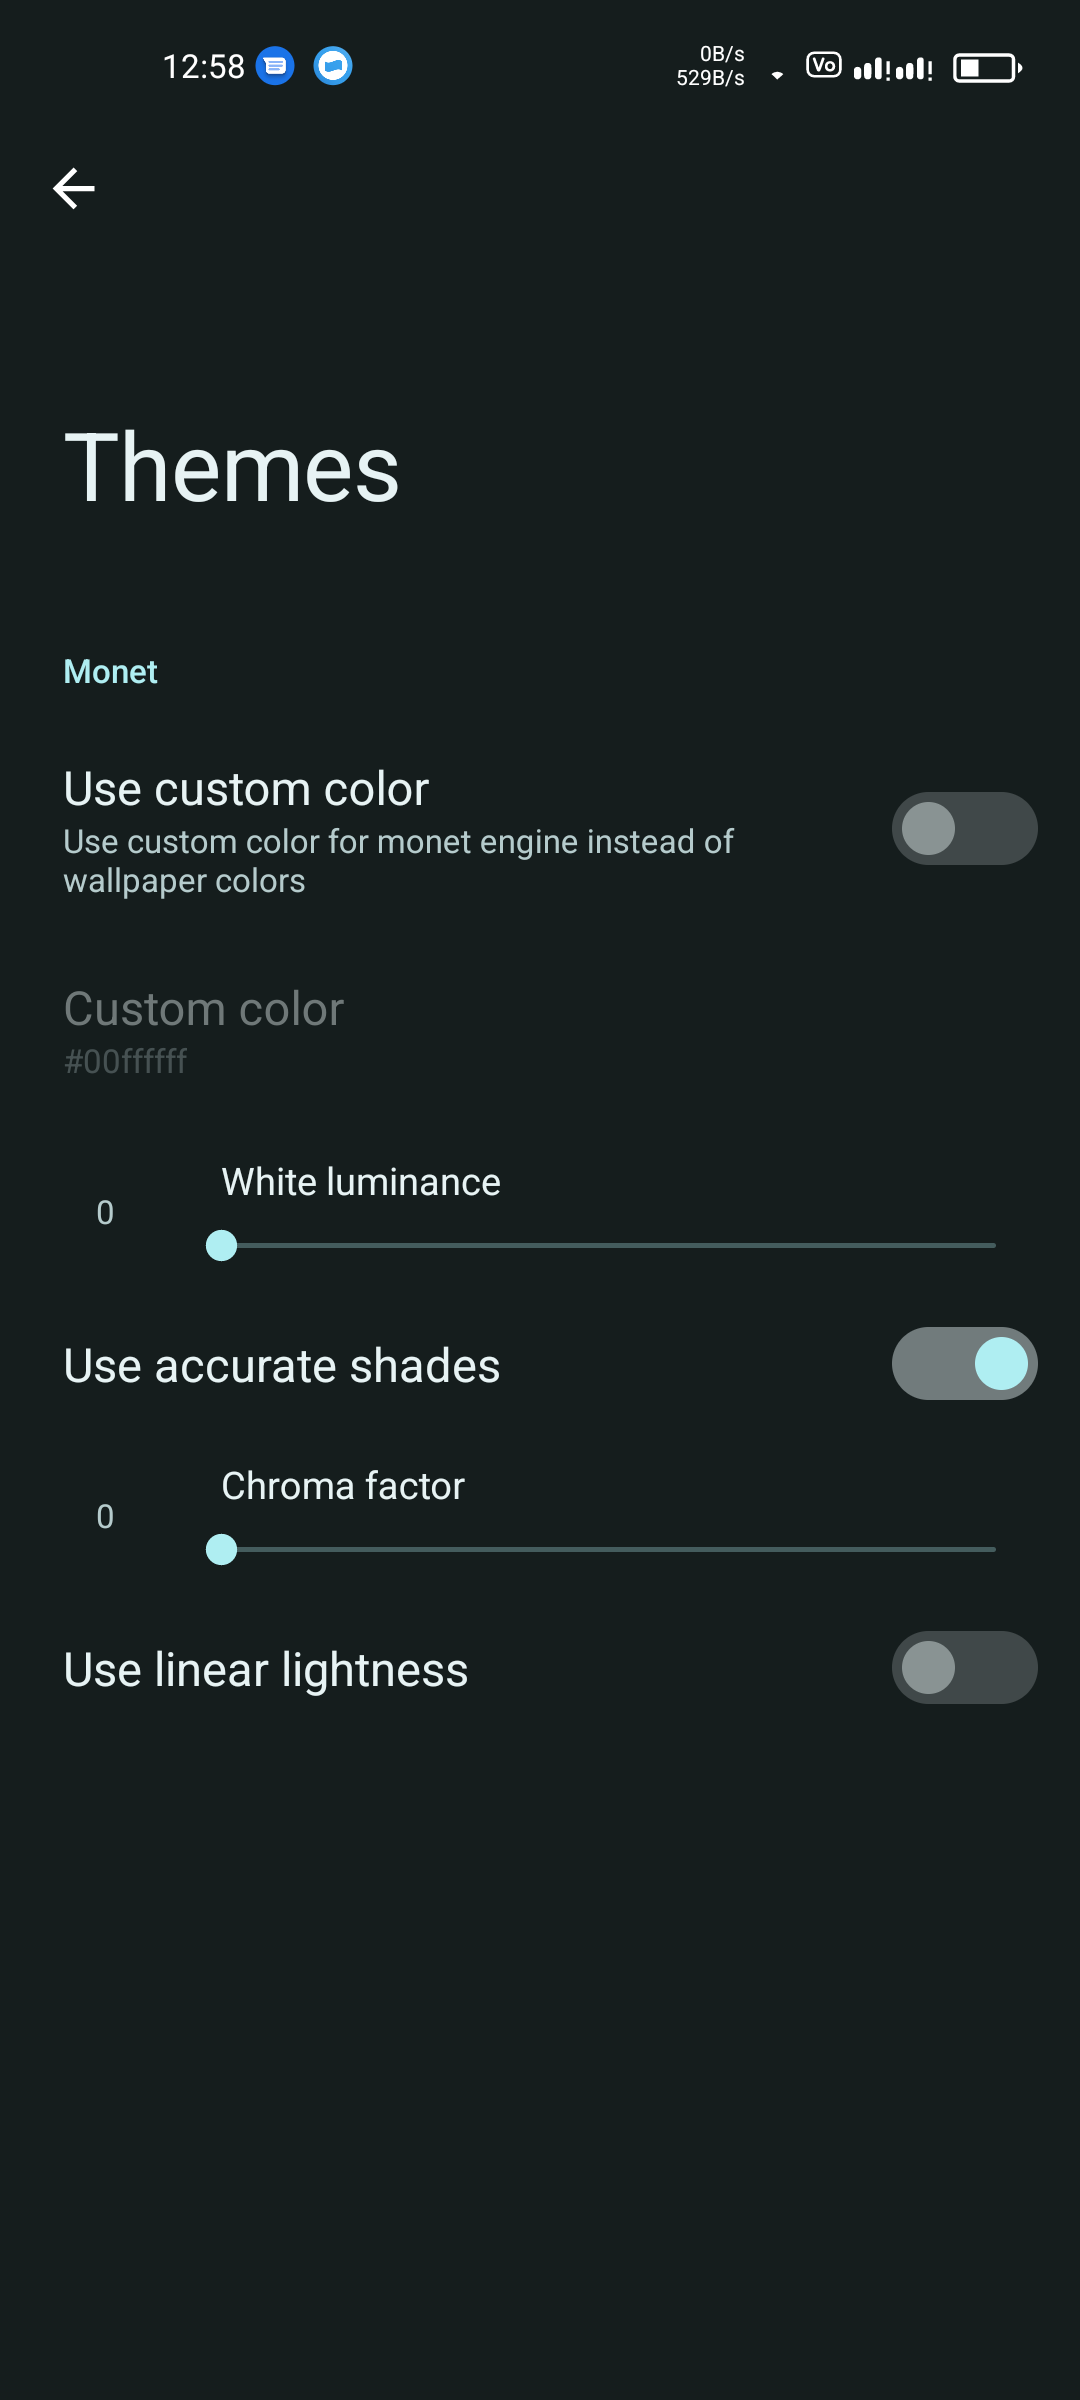 12:58
0B/s
529B/s
Vo
Themes
Monet
Use custom color
Use custom color for monet engine instead of
wallpaper colors
Custom color
#00ffffff
White luminance
0
Use accurate shades
Chroma factor
0
Use linear lightness